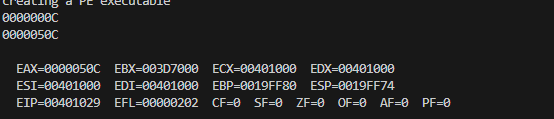 creating a PE executable
0000000C
0000050C
EAX=0000050C EBX=003D7000 ECX=00401000 EDX=00401000
ESI=00401000 EDI=00401000 EBP=0019FF80 ESP=0019FF74
EIP=00401029 EFL=00000202 CF=0 SF=0 ZF=0 OF=0 AF=0 PF=0